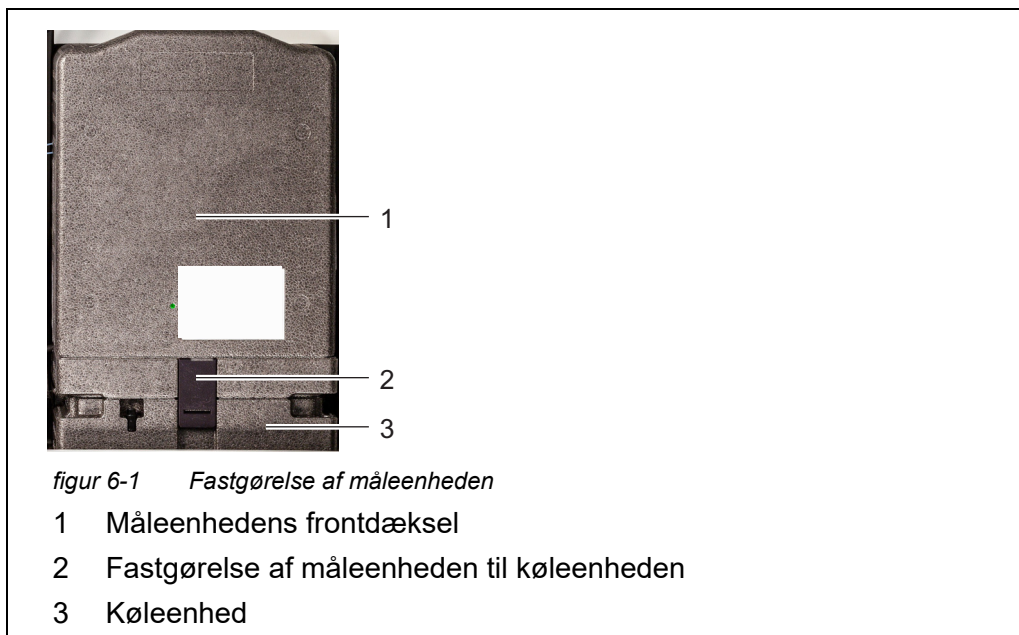 1
2
3
figur 6-1 Fastgørelse af måleenheden
1 Måleenhedens frontdæksel
2 Fastgørelse af måleenheden til køleenheden
3 Køleenhed